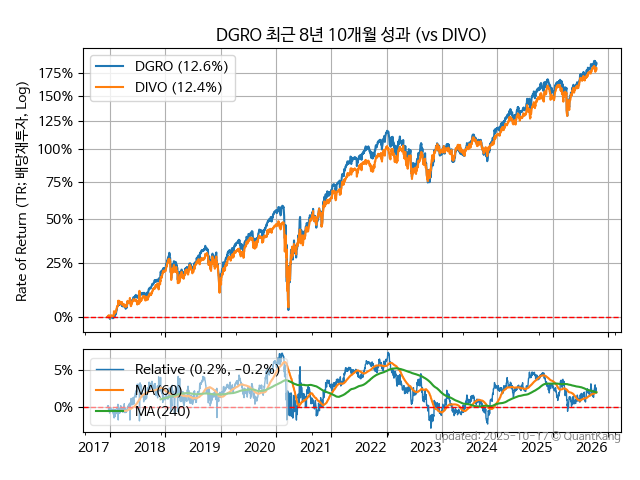 DGRO 최근 8년 10개월 성과 (vs DIVO)
DGRO (12.6%)
DIVO (12.4%)
175%
150%
125%
100%
75%
50%
25%
0%
Rate of Return (TR: 배당재투자, Log)
Relative (0.2%, -0.2%)
MA(60)
MA(240)
5%
0%
updated: 2025-10-17 © QuantKang
2017 2018 2019 2020 2021 2022 2023 2024 2025 2026